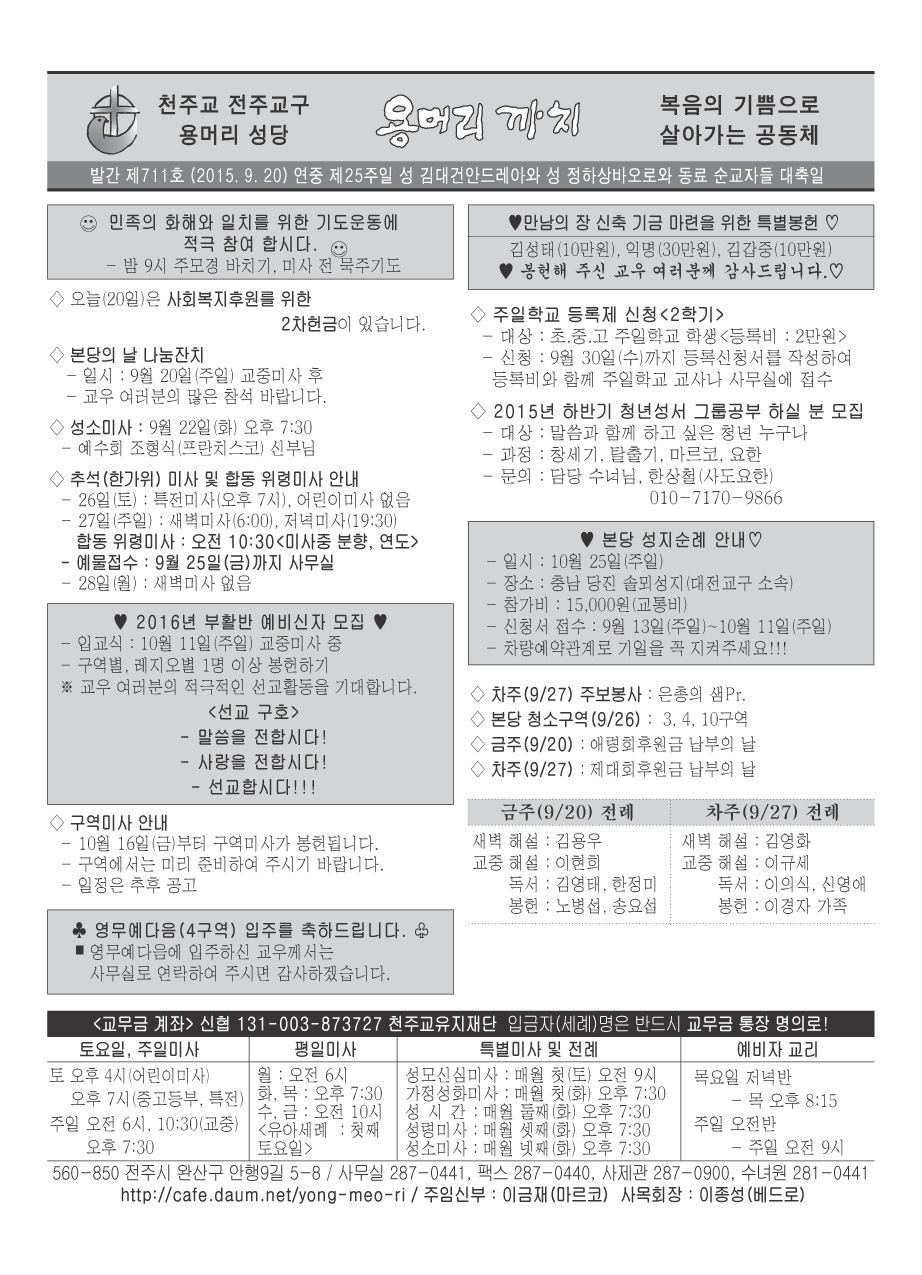 천주교 전주교구
용머리 성당
용머리 까치
복음의 기쁨으로
살아가는 공동체
발간 제711호 (2015. 9. 20) 연중 제25주일 성 김대건안드레아와 성 정하상바오로와 동료 순교자들 대축일
☺ 민족의 화해와 일치를 위한 기도운동에
적극 참여 합시다. ☺
- 밤 9시 주모경 바치기, 미사 전 묵주기도
◇ 오늘(20일)은 사회복지후원를 위한
2차헌금이 있습니다.
◇ 본당의 날 나눔잔치
- 일시 : 9월 20일(주일) 교중미사 후
- 교우 여러분의 많은 참석 바랍니다.
◇ 성소미사 : 9월 22일(화) 오후 7:30
- 예수회 조형식(프란치스코) 신부님
◇ 추석(한가위) 미사 및 합동 위령미사 안내
- 26일(토) : 특전미사(오후 7시), 어린이미사 없음
- 27일(주일) : 새벽미사(6:00), 저녁미사(19:30)
합동 위령미사 : 오전 10:30<미사중 분향, 연도>
- 예물접수 : 9월 25일(금)까지 사무실
- 28일(월) : 새벽미사 없음
♥ 2016년 부활반 예비신자 모집 ♥
- 입교식 : 10월 11일(주일) 교중미사 중
- 구역별, 레지오별 1명 이상 봉헌하기
※ 교우 여러분의 적극적인 선교활동을 기대합니다.
<선교 구호>
- 말씀을 전합시다!
- 사랑을 전합시다!
- 선교합시다!!!
◇ 구역미사 안내
- 10월 16일(금)부터 구역미사가 봉헌됩니다.
- 구역에서는 미리 준비하여 주시기 바랍니다.
- 일정은 추후 공고
♣ 영무예다음(4구역) 입주를 축하드립니다. ♧
■ 영무예다음에 입주하신 교우께서는
사무실로 연락하여 주시면 감사하겠습니다.
♥만남의 장 신축 기금 마련을 위한 특별봉헌 ♡
김성태(10만원), 익명(30만원), 김갑중(10만원)
♥ 봉헌해 주신 교우 여러분께 감사드립니다.♡
◇ 주일학교 등록제 신청<2학기>
- 대상 : 초.중.고 주일학교 학생<등록비 : 2만원>
- 신청 : 9월 30일(수)까지 등록신청서를 작성하여
등록비와 함께 주일학교 교사나 사무실에 접수
◇ 2015년 하반기 청년성서 그룹공부 하실 분 모집
- 대상 : 말씀과 함께 하고 싶은 청년 누구나
- 과정 : 창세기, 탈출기, 마르코, 요한
- 문의 : 담당 수녀님, 한상철(사도요한)
010-7170-9866
♥ 본당 성지순례 안내♡
- 일시 : 10월 25일(주일)
- 장소 : 충남 당진 솔뫼성지(대전교구 소속)
- 참가비 : 15,000원(교통비)
- 신청서 접수 : 9월 13일(주일)~10월 11일(주일)
- 차량예약관계로 기일을 꼭 지켜주세요!!!
◇ 차주(9/27) 주보봉사 : 은총의 샘Pr.
◇ 본당 청소구역(9/26) : 3, 4, 10구역
◇ 금주(9/20) : 애령회후원금 납부의 날
◇ 차주(9/27) : 제대회후원금 납부의 날
금주(9/20) 전례 차주(9/27) 전례
새벽 해설 : 김용우 새벽 해설 : 김영화
교중 해설 : 이현희 교중 해설 : 이규세
독서 : 김영태, 한정미 독서 : 이의식, 신영애
봉헌 : 노병섭, 송요섭 봉헌 : 이경자 가족
<교무금 계좌> 신협 131-003-873727 천주교유지재단 입금자(세례)명은 반드시 교무금 통장 명의로!
토요일, 주일미사 평일미사 특별미사 및 전례 예비자 교리
토 오후 4시(어린이미사)
오후 7시(중고등부, 특전)
주일 오전 6시, 10:30(교중)
오후 7:30
월 : 오전 6시
화, 목 : 오후 7:30
수, 금 : 오전 10시
<유아세례 : 첫째
토요일>
성모신심미사 : 매월 첫(토) 오전 9시
가정성화미사 : 매월 첫(화) 오후 7:30
성 시 간 : 매월 둘째(화) 오후 7:30
성령미사 : 매월 셋째(화) 오후 7:30
성소미사 : 매월 넷째(화) 오후 7:30
목요일 저녁반
- 목 오후 8:15
주일 오전반
- 주일 오전 9시
560-850 전주시 완산구 안행9길 5-8 / 사무실 287-0441, 팩스 287-0440, 사제관 287-0900, 수녀원 281-0441
http://cafe.daum.net/yong-meo-ri / 주임신부 : 이금재(마르코) 사목회장 : 이종성(베드로)